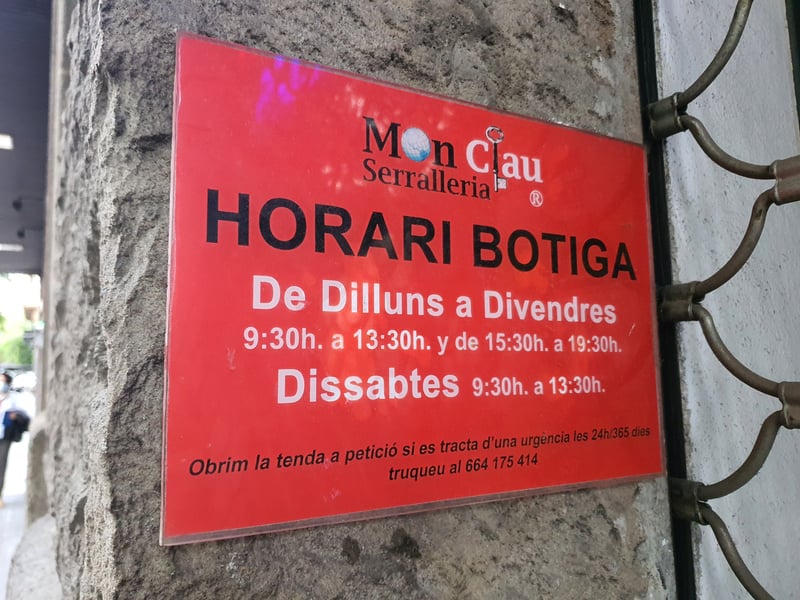 Mon Clau
Serralleria
®
HORARI BOTIGA
De Dilluns a Divendres
9:30h. a 13:30h. y de 15:30h. a 19:30h.
Dissabtes 9:30h. a 13:30h.
Obrim la tenda a petició si es tracta d'una urgència les 24h/365 dies
truqueu al 664 175 414